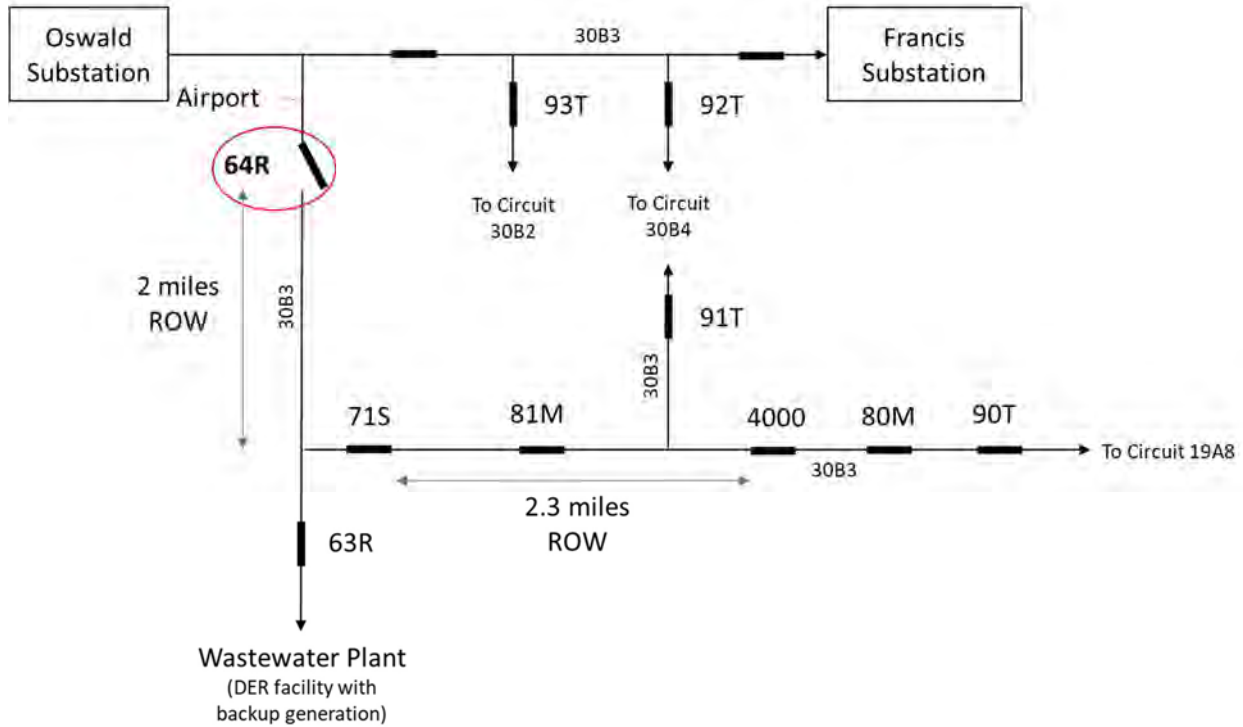 Oswald
Substation
30B3
Francis
Substation
Airport
93T
92T
64R
To Circuit
30B2
To Circuit
30B4
2 miles
ROW
30B3
91T
30B3
71S
81M
4000
80M
90T
30B3
To Circuit 19A8
2.3 miles
ROW
63R
Wastewater Plant
(DER facility with
backup generation)